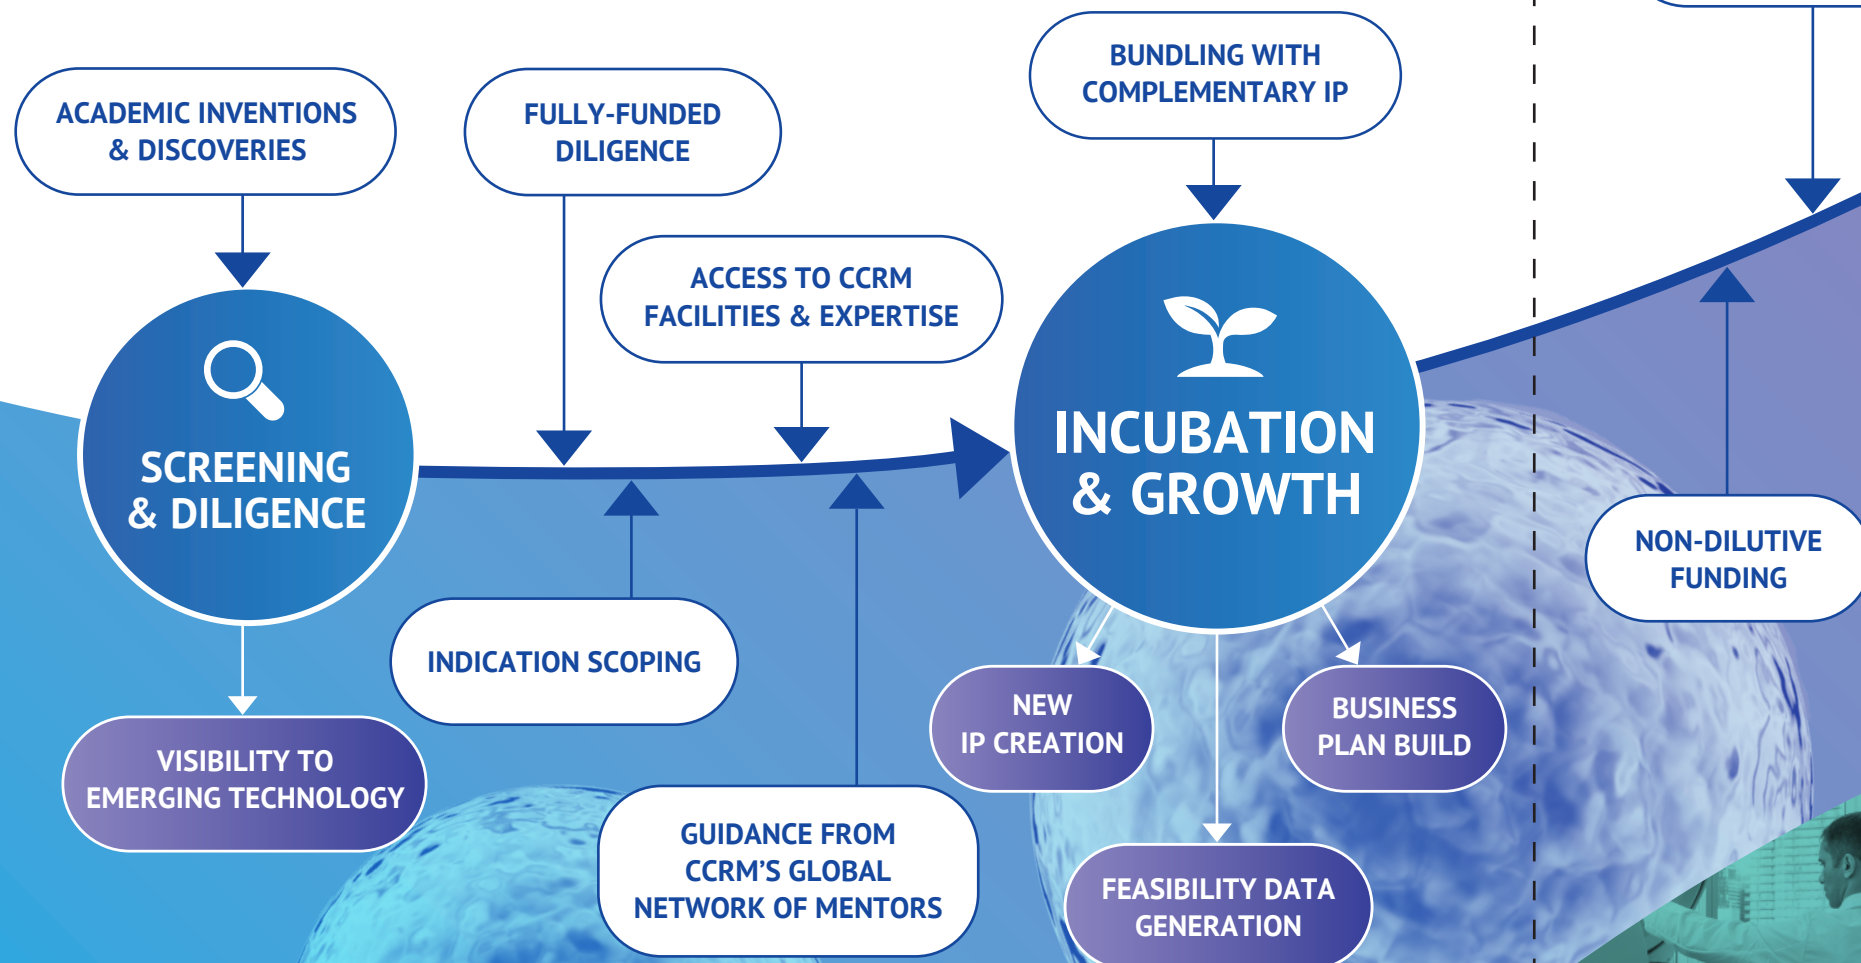 ACADEMIC INVENTIONS
& DISCOVERIES
FULLY-FUNDED
DILIGENCE
BUNDLING WITH
COMPLEMENTARY IP
ACCESS TO CCRM
FACILITIES & EXPERTISE
SCREENING
& DILIGENCE
INCUBATION
& GROWTH
NON-DILUTIVE
FUNDING
INDICATION SCOPING
VISIBILITY TO
EMERGING TECHNOLOGY
GUIDANCE FROM
CCRM'S GLOBAL
NETWORK OF MENTORS
NEW
IP CREATION
BUSINESS
PLAN BUILD
FEASIBILITY DATA
GENERATION